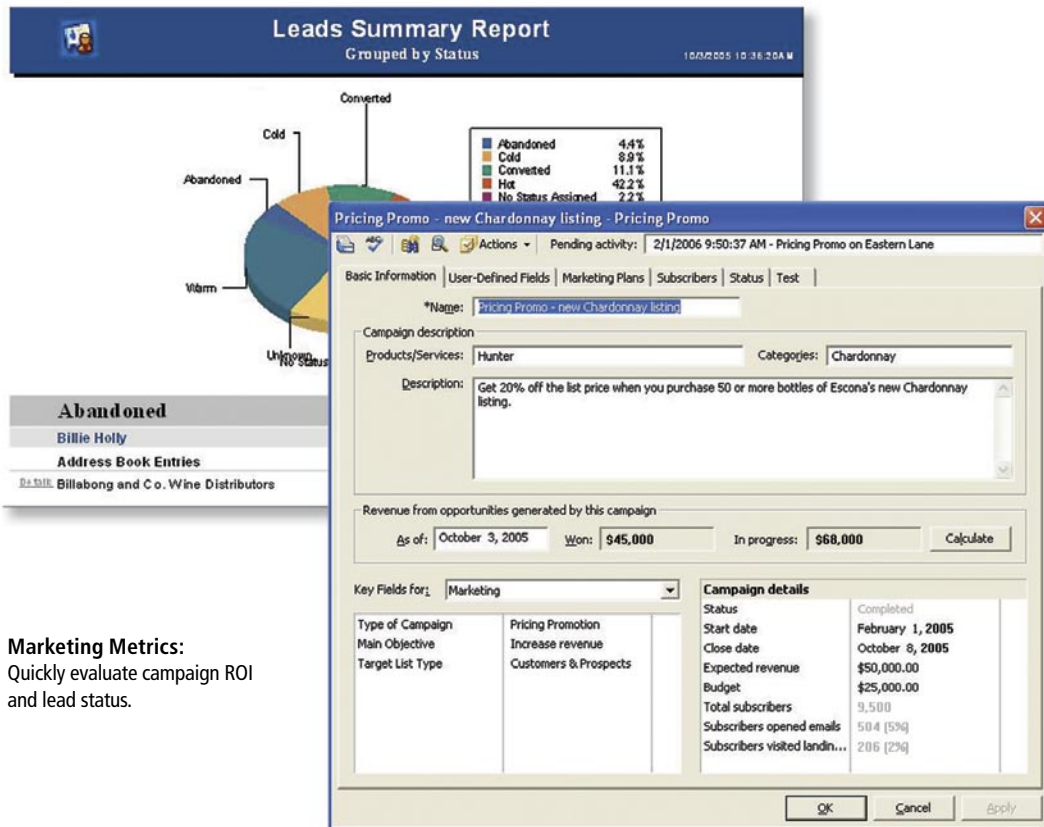 Leads Summary Report
Grouped by Status
10/3/2005 10:36:20AM
Converted
Cold
Abandoned
Warm
Unknown
No Status
Abandoned 4.4%
Cold 8.9%
Converted 11.1%
Hot 42.2%
No Status Assigned 2.2%
Abandoned
Billie Holly
Address Book Entries
Detail Billabong and Co. Wine Distributors
Pricing Promo - new Chardonnay listing - Pricing Promo
Actions Pending activity: 2/1/2006 9:50:37 AM - Pricing Promo on Eastern Lane
Basic Information User-Defined Fields Marketing Plans Subscribers Status Test
*Name: Pricing Promo - new Chardonnay listing
Campaign description
Products/Services: Hunter Categories: Chardonnay
Description: Get 20% off the list price when you purchase 50 or more bottles of Escona's new Chardonnay
listing.
Revenue from opportunities generated by this campaign
As of: October 3, 2005 Won: $45,000 In progress: $68,000 Calculate
Key Fields for: Marketing
Type of Campaign Pricing Promotion
Main Objective Increase revenue
Target List Type Customers & Prospects
Campaign details
Status Completed
Start date February 1, 2005
Close date October 8, 2005
Expected revenue $50,000.00
Budget $25,000.00
Total subscribers 9,500
Subscribers opened emails 504 (5%)
Subscribers visited landin... 206 (2%)
OK Cancel Apply
Marketing Metrics:
Quickly evaluate campaign ROI
and lead status.